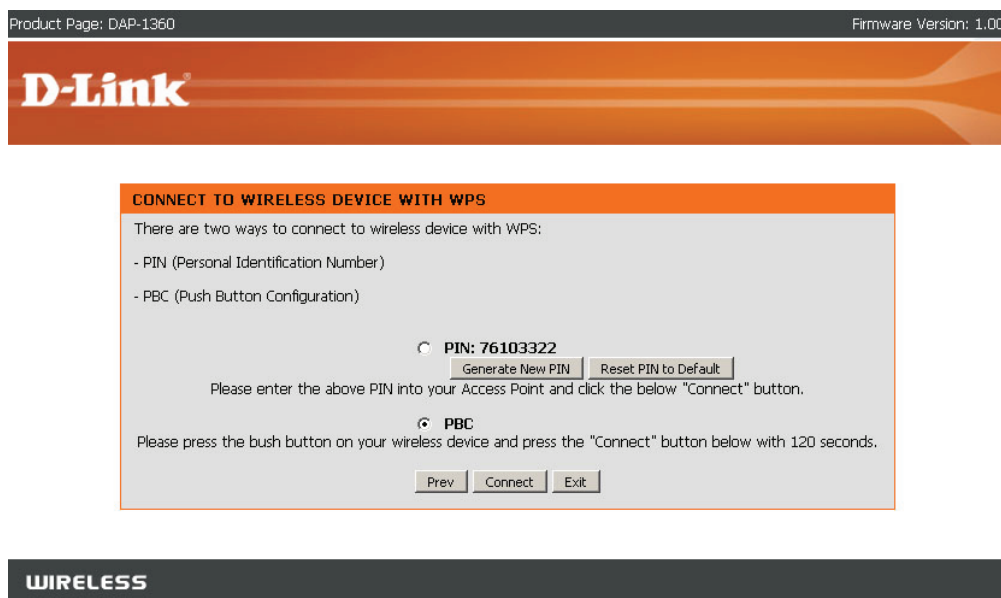 Product Page: DAP-1360 Firmware Version: 1.00
D-Link
CONNECT TO WIRELESS DEVICE WITH WPS
There are two ways to connect to wireless device with WPS:
- PIN (Personal Identification Number)
- PBC (Push Button Configuration)
PIN: 76103322
Generate New PIN Reset PIN to Default
Please enter the above PIN into your Access Point and click the below "Connect" button.
PBC
Please press the bush button on your wireless device and press the "Connect" button below with 120 seconds.
Prev Connect Exit
WIRELESS